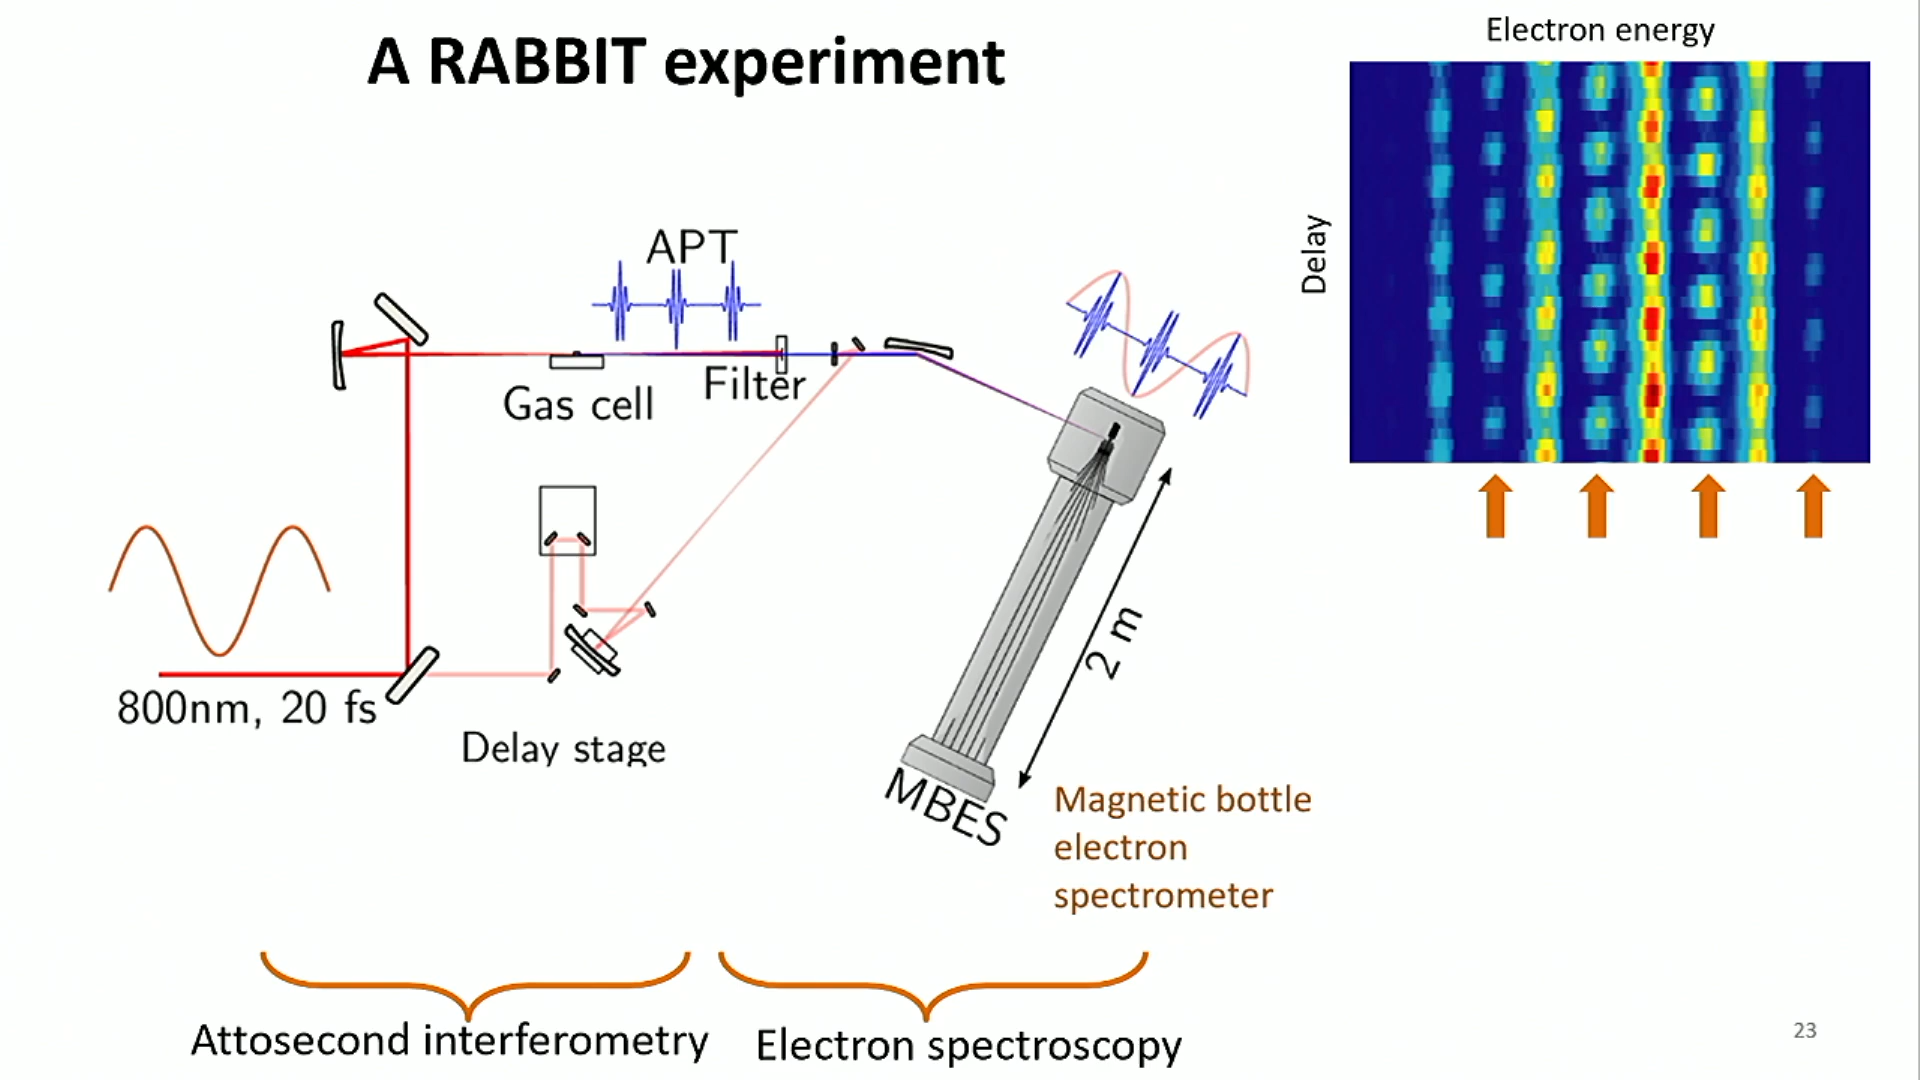 A RABBIT experiment
Electron energy
Delay
APT
Gas cell
Filter
800nm, 20 fs
Delay stage
2 m
MBES
Magnetic bottle
electron
spectrometer
Attosecond interferometry
Electron spectroscopy
23